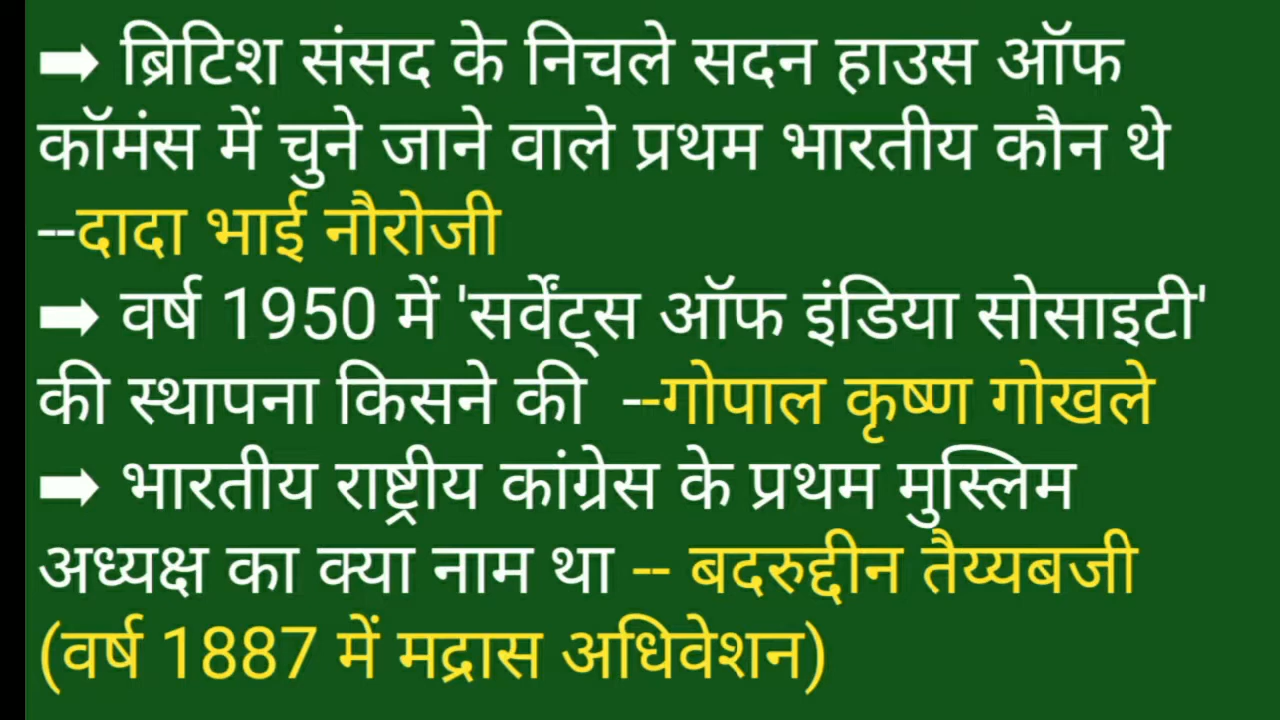 ➡ ब्रिटिश संसद के निचले सदन हाउस ऑफ
कॉमंस में चुने जाने वाले प्रथम भारतीय कौन थे
--दादा भाई नौरोजी
➡ वर्ष 1950 में 'सर्वेंट्स ऑफ इंडिया सोसाइटी'
की स्थापना किसने की --गोपाल कृष्ण गोखले
➡ भारतीय राष्ट्रीय कांग्रेस के प्रथम मुस्लिम
अध्यक्ष का क्या नाम था -- बदरुद्दीन तैय्यबजी
(वर्ष 1887 में मद्रास अधिवेशन)